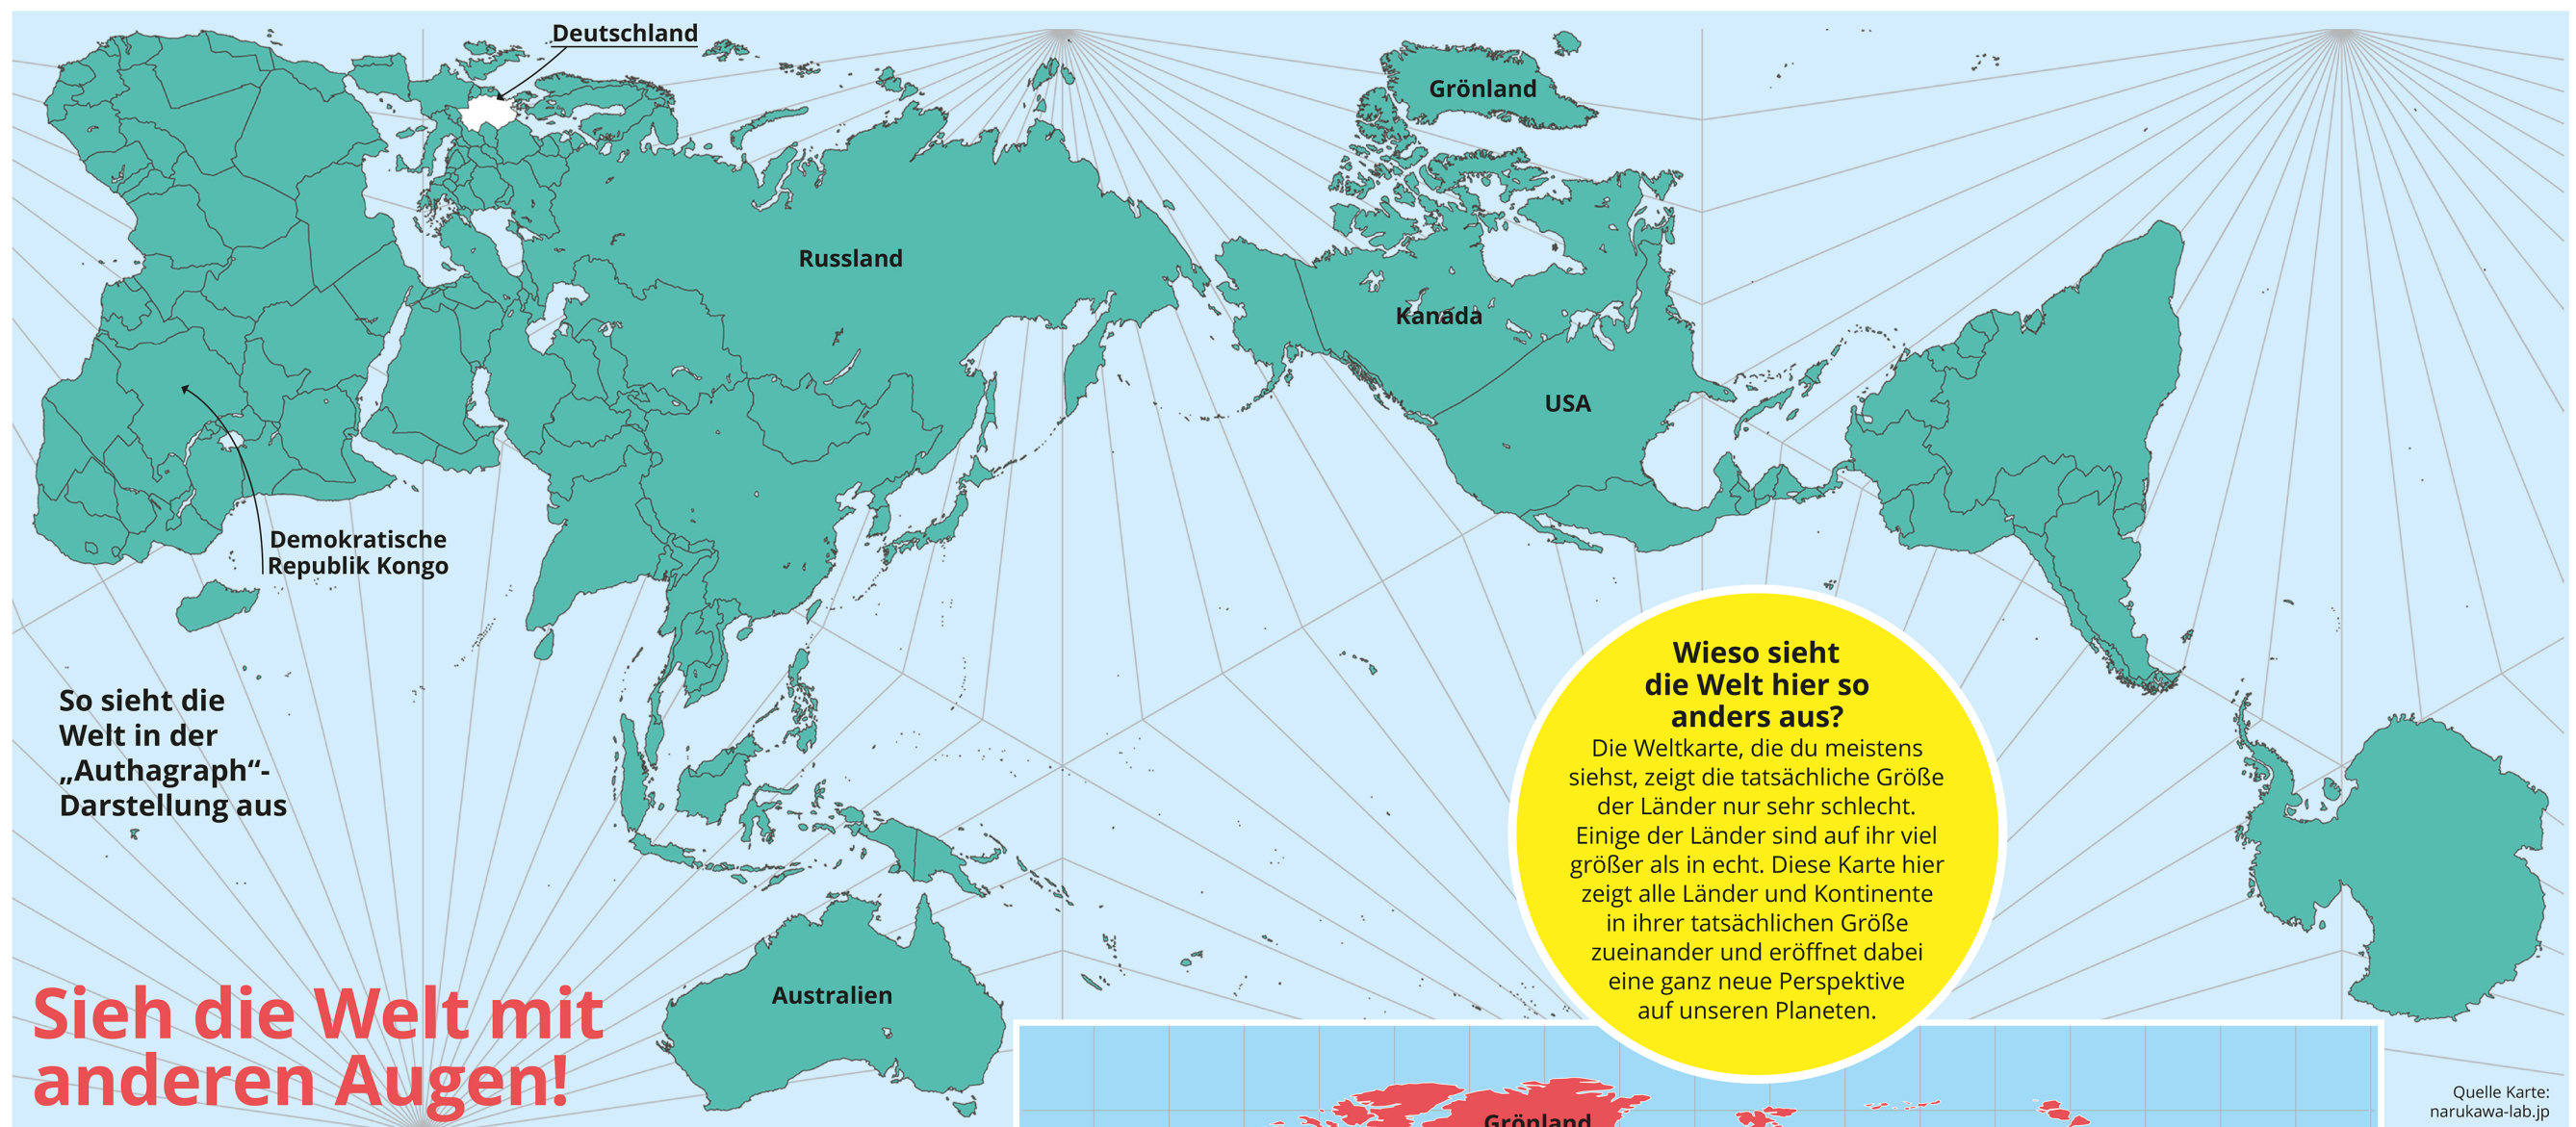 Deutschland
Grönland
Russland
Kanada
USA
Demokratische
Republik Kongo
So sieht die
Welt in der
„Authagraph“-
Darstellung aus
Wieso sieht
die Welt hier so
anders aus?
Die Weltkarte, die du meistens
siehst, zeigt die tatsächliche Größe
der Länder nur sehr schlecht.
Einige der Länder sind auf ihr viel
größer als in echt. Diese Karte hier
zeigt alle Länder und Kontinente
in ihrer tatsächlichen Größe
zueinander und eröffnet dabei
eine ganz neue Perspektive
auf unseren Planeten.
Australien
Sieh die Welt mit
anderen Augen!
Grönland
Quelle Karte:
narukawa-lab.jp